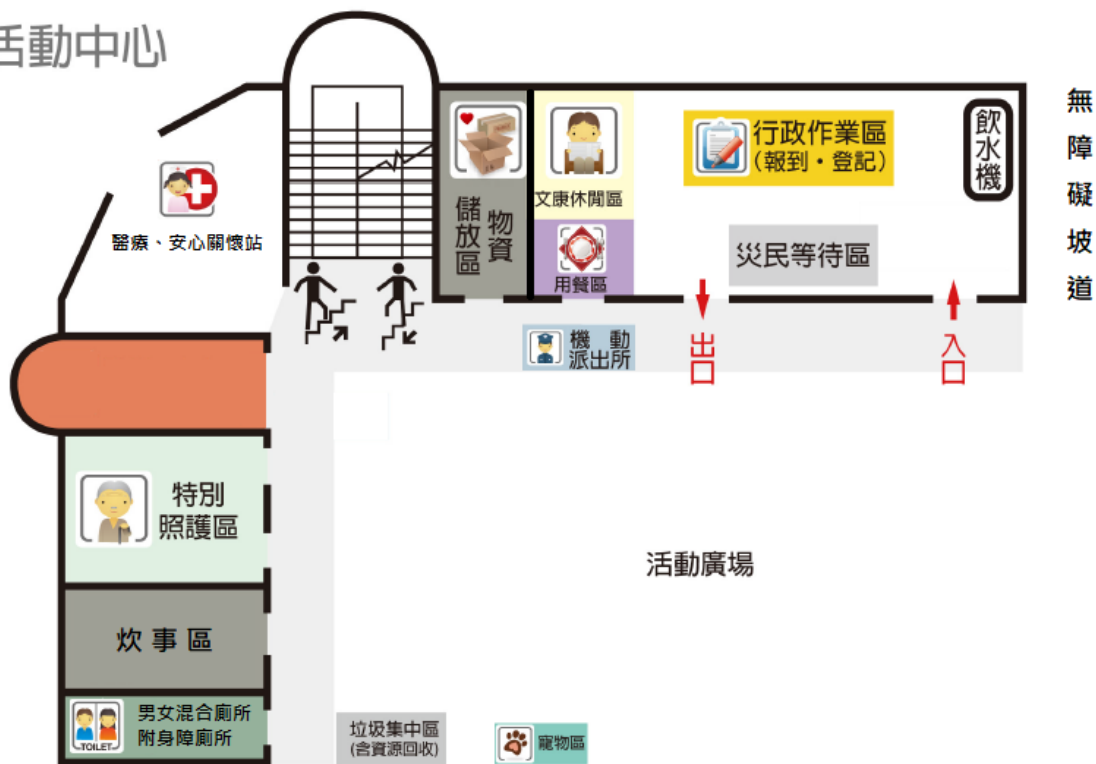 活動中心
無障礙坡道
飲水機
行政作業區
(報到・登記)
文康休閒區
物資
儲放區
醫療、安心關懷站
災民等待區
用餐區
機動
派出所
出口
入口
特別
照護區
活動廣場
炊事區
男女混合廁所
附身障廁所
TOILET
垃圾集中區
(含資源回收)
寵物區